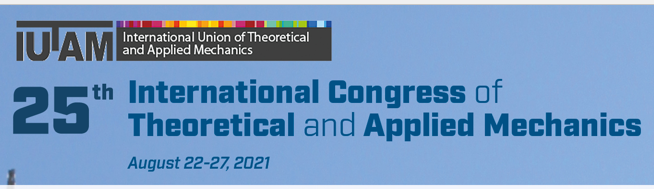 IUTAM
International Union of Theoretical
and Applied Mechanics
25th
International Congress of
Theoretical and Applied Mechanics
August 22-27, 2021